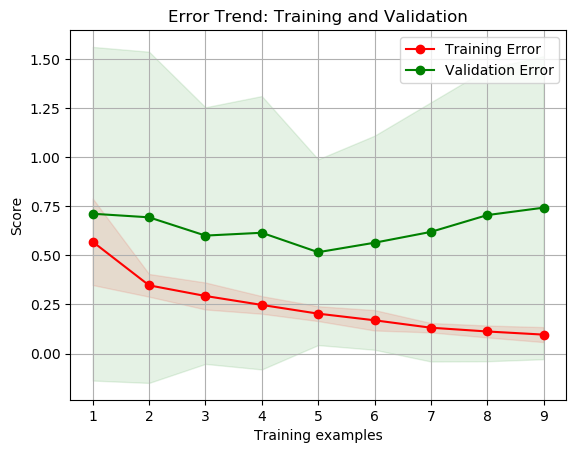 Error Trend: Training and Validation
Training Error
Validation Error
Score
1.50
1.25
1.00
0.75
0.50
0.25
0.00
1 2 3 4 5 6 7 8 9
Training examples